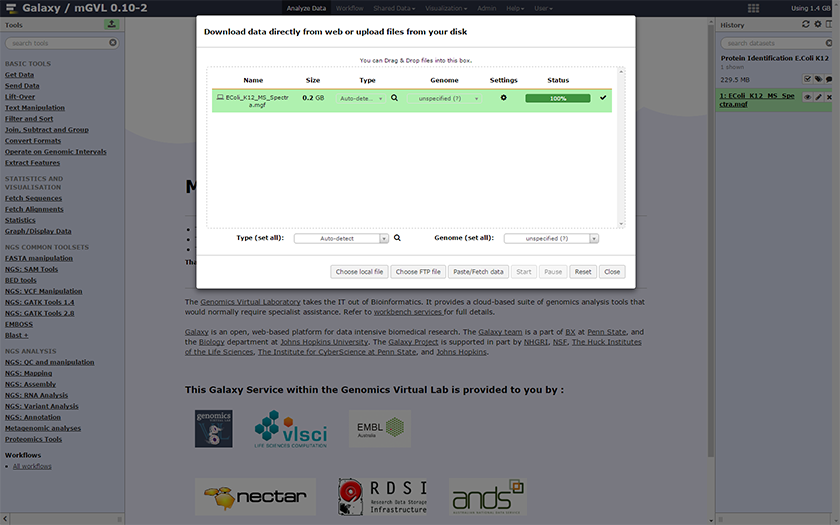 Galaxy / mGVL 0.10-2
Analyze Data Workflow Shared Data Visualization Admin Help User
Using 1.4 GB
Tools
search tools
BASIC TOOLS
Get Data
Send Data
Lift-Over
Text Manipulation
Filter and Sort
Join, Subtract and Group
Convert Formats
Operate on Genomic Intervals
Extract Features
STATISTICS AND
VISUALISATION
Fetch Sequences
Fetch Alignments
Statistics
Graph/Display Data
NGS COMMON TOOLSETS
FASTA manipulation
NGS: SAM Tools
BED tools
NGS: VCF Manipulation
NGS: GATK Tools 1.4
NGS: GATK Tools 2.8
EMBOSS
Blast +
NGS ANALYSIS
NGS: QC and manipulation
NGS: Mapping
NGS: Assembly
NGS: RNA Analysis
NGS: Variant Analysis
NGS: Annotation
Metagenomic analyses
Proteomics Tools
Workflows
All workflows
Download data directly from web or upload files from your disk
You can Drag & Drop files into this box.
Name Size Type Genome Settings Status
EColi_K12_MS_Spectr
a.mgf
0.2 GB Auto-dete... unspecified (?) 100%
Type (set all): Auto-detect Genome (set all): unspecified (?)
Choose local file Choose FTP file Paste/Fetch data Start Pause Reset Close
M
Tha
The Genomics Virtual Laboratory takes the IT out of Bioinformatics. It provides a cloud-based suite of genomics analysis tools that
would normally require specialist assistance. Refer to workbench services for full details.
Galaxy is an open, web-based platform for data intensive biomedical research. The Galaxy team is a part of BX at Penn State, and
the Biology department at Johns Hopkins University. The Galaxy Project is supported in part by NHGRI, NSF, The Huck Institutes
of the Life Sciences, The Institute for CyberScience at Penn State, and Johns Hopkins.
This Galaxy Service within the Genomics Virtual Lab is provided to you by :
genomics
vlsci
LIFE SCIENCES COMPUTATION
EMBL
Australia
nectar
RDSI
Research Data Storage
Infrastructure
ands
AUSTRALIAN NATIONAL DATA SERVICE
History
search datasets
Protein Identification E.Coli K12
1 shown
229.5 MB
1: EColi_K12_MS_Spe
ctra.mgf